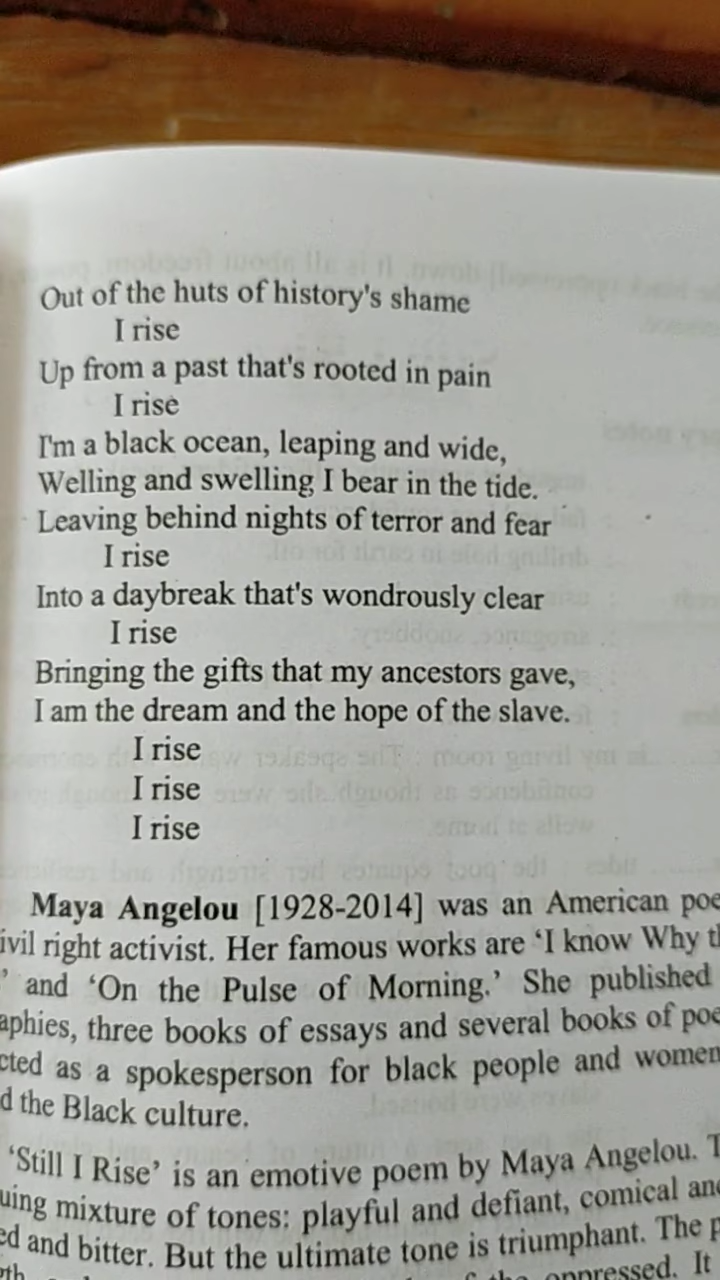 Out of the huts of history's shame
I rise
Up from a past that's rooted in pain
I rise
I'm a black ocean, leaping and wide,
Welling and swelling I bear in the tide.
Leaving behind nights of terror and fear
I rise
Into a daybreak that's wondrously clear
I rise
Bringing the gifts that my ancestors gave,
I am the dream and the hope of the slave.
I rise
I rise
I rise
Maya Angelou [1928-2014] was an American poe
ivil right activist. Her famous works are ‘I know Why th
’ and ‘On the Pulse of Morning.’ She published
aphies, three books of essays and several books of poe
cted as a spokesperson for black people and women
d the Black culture.
‘Still I Rise’ is an emotive poem by Maya Angelou. T
uing mixture of tones: playful and defiant, comical and
ed and bitter. But the ultimate tone is triumphant. The p
oppressed. It